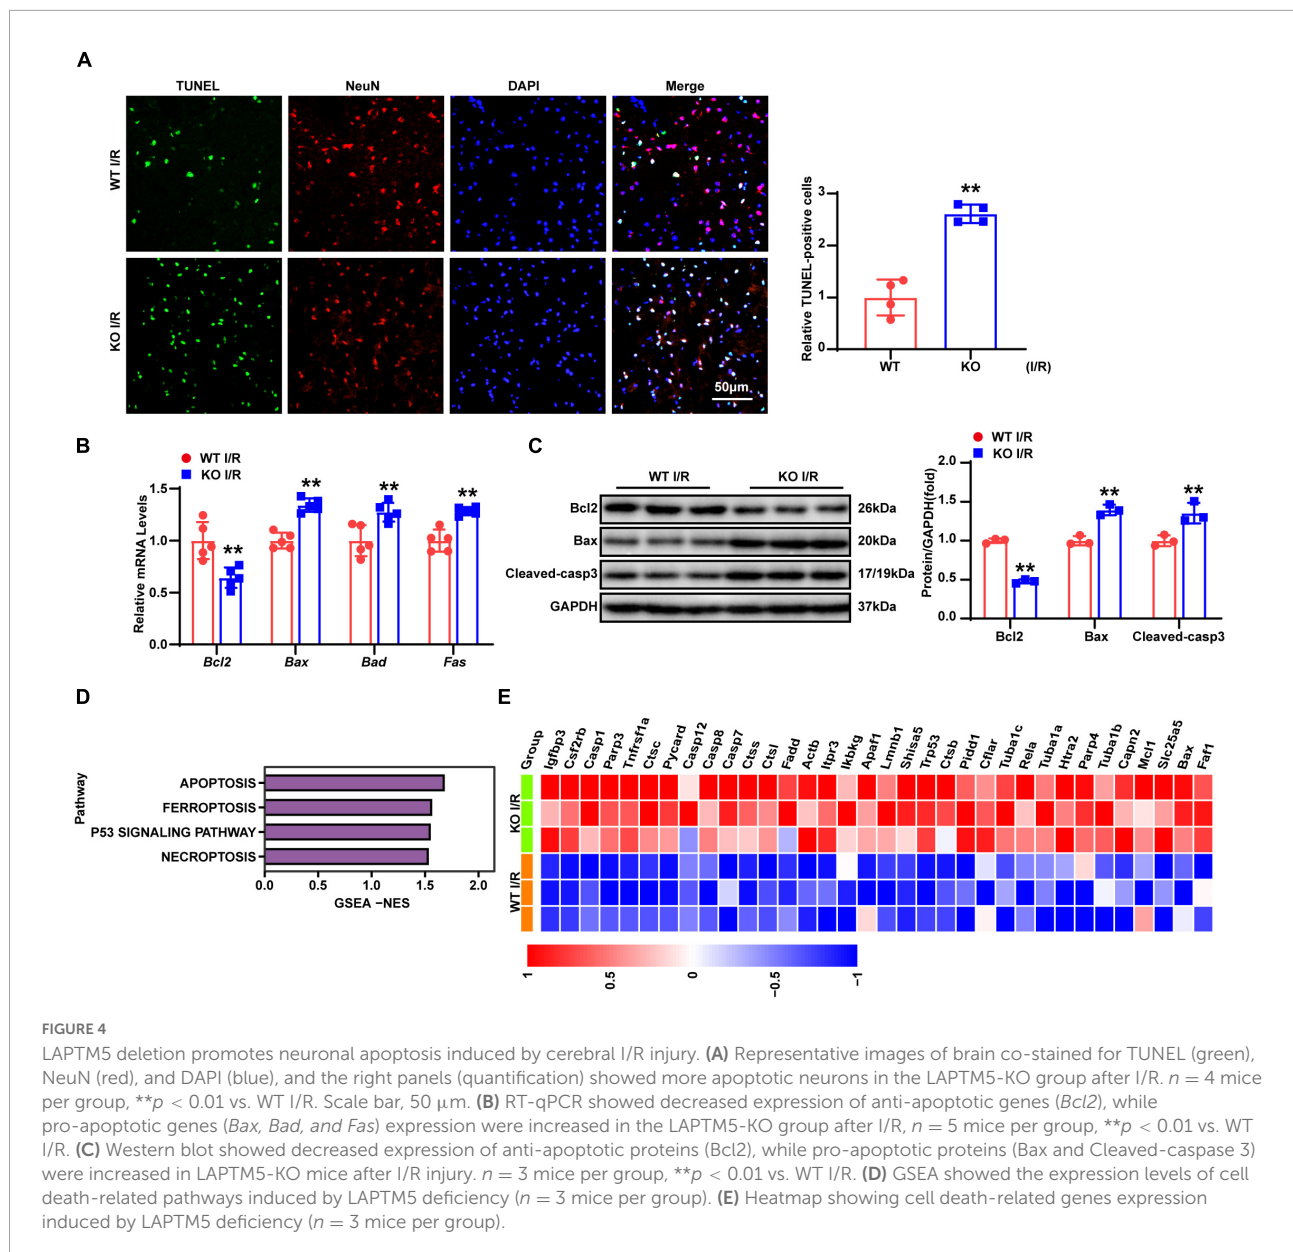 A
TUNEL NeuN DAPI Merge
WT I/R
KO I/R
50µm
Relative TUNEL-positive cells
3
2
1
0
**
WT KO (I/R)
B
WT I/R
KO I/R
Relative mRNA Levels
1.5
1.0
0.5
0.0
** ** ** **
Bcl2 Bax Bad Fas
C
WT I/R KO I/R
Bcl2 26kDa
Bax 20kDa
Cleaved-casp3 17/19kDa
GAPDH 37kDa
WT I/R
KO I/R
Protein/GAPDH(fold)
2.0
1.5
1.0
0.5
0.0
** ** **
Bcl2 Bax Cleaved-casp3
D
Pathway
APOPTOSIS
FERROPTOSIS
P53 SIGNALING PATHWAY
NECROPTOSIS
0.0 0.5 1.0 1.5 2.0
GSEA −NES
E
Group Igfbp3 Csf2rb Casp1 Parp3 Tnfrsf1a Ctsc Pycard Casp12 Casp8 Casp7 Ctss Ctsl Fadd Actb Itpr3 Ikbkg Apaf1 Lmnb1 Shisa5 Trp53 Ctsb Pidd1 Cflar Tuba1c Rela Tuba1a Htra2 Parp4 Tuba1b Capn2 Mcl1 Slc25a5 Bax Faf1
KO I/R
WT I/R
1 0.5 0 −0.5 −1
FIGURE 4
LAPTM5 deletion promotes neuronal apoptosis induced by cerebral I/R injury. (A) Representative images of brain co-stained for TUNEL (green),
NeuN (red), and DAPI (blue), and the right panels (quantification) showed more apoptotic neurons in the LAPTM5-KO group after I/R. n = 4 mice
per group, **p < 0.01 vs. WT I/R. Scale bar, 50 µm. (B) RT-qPCR showed decreased expression of anti-apoptotic genes (Bcl2), while
pro-apoptotic genes (Bax, Bad, and Fas) expression were increased in the LAPTM5-KO group after I/R, n = 5 mice per group, **p < 0.01 vs. WT
I/R. (C) Western blot showed decreased expression of anti-apoptotic proteins (Bcl2), while pro-apoptotic proteins (Bax and Cleaved-caspase 3)
were increased in LAPTM5-KO mice after I/R injury. n = 3 mice per group, **p < 0.01 vs. WT I/R. (D) GSEA showed the expression levels of cell
death-related pathways induced by LAPTM5 deficiency (n = 3 mice per group). (E) Heatmap showing cell death-related genes expression
induced by LAPTM5 deficiency (n = 3 mice per group).